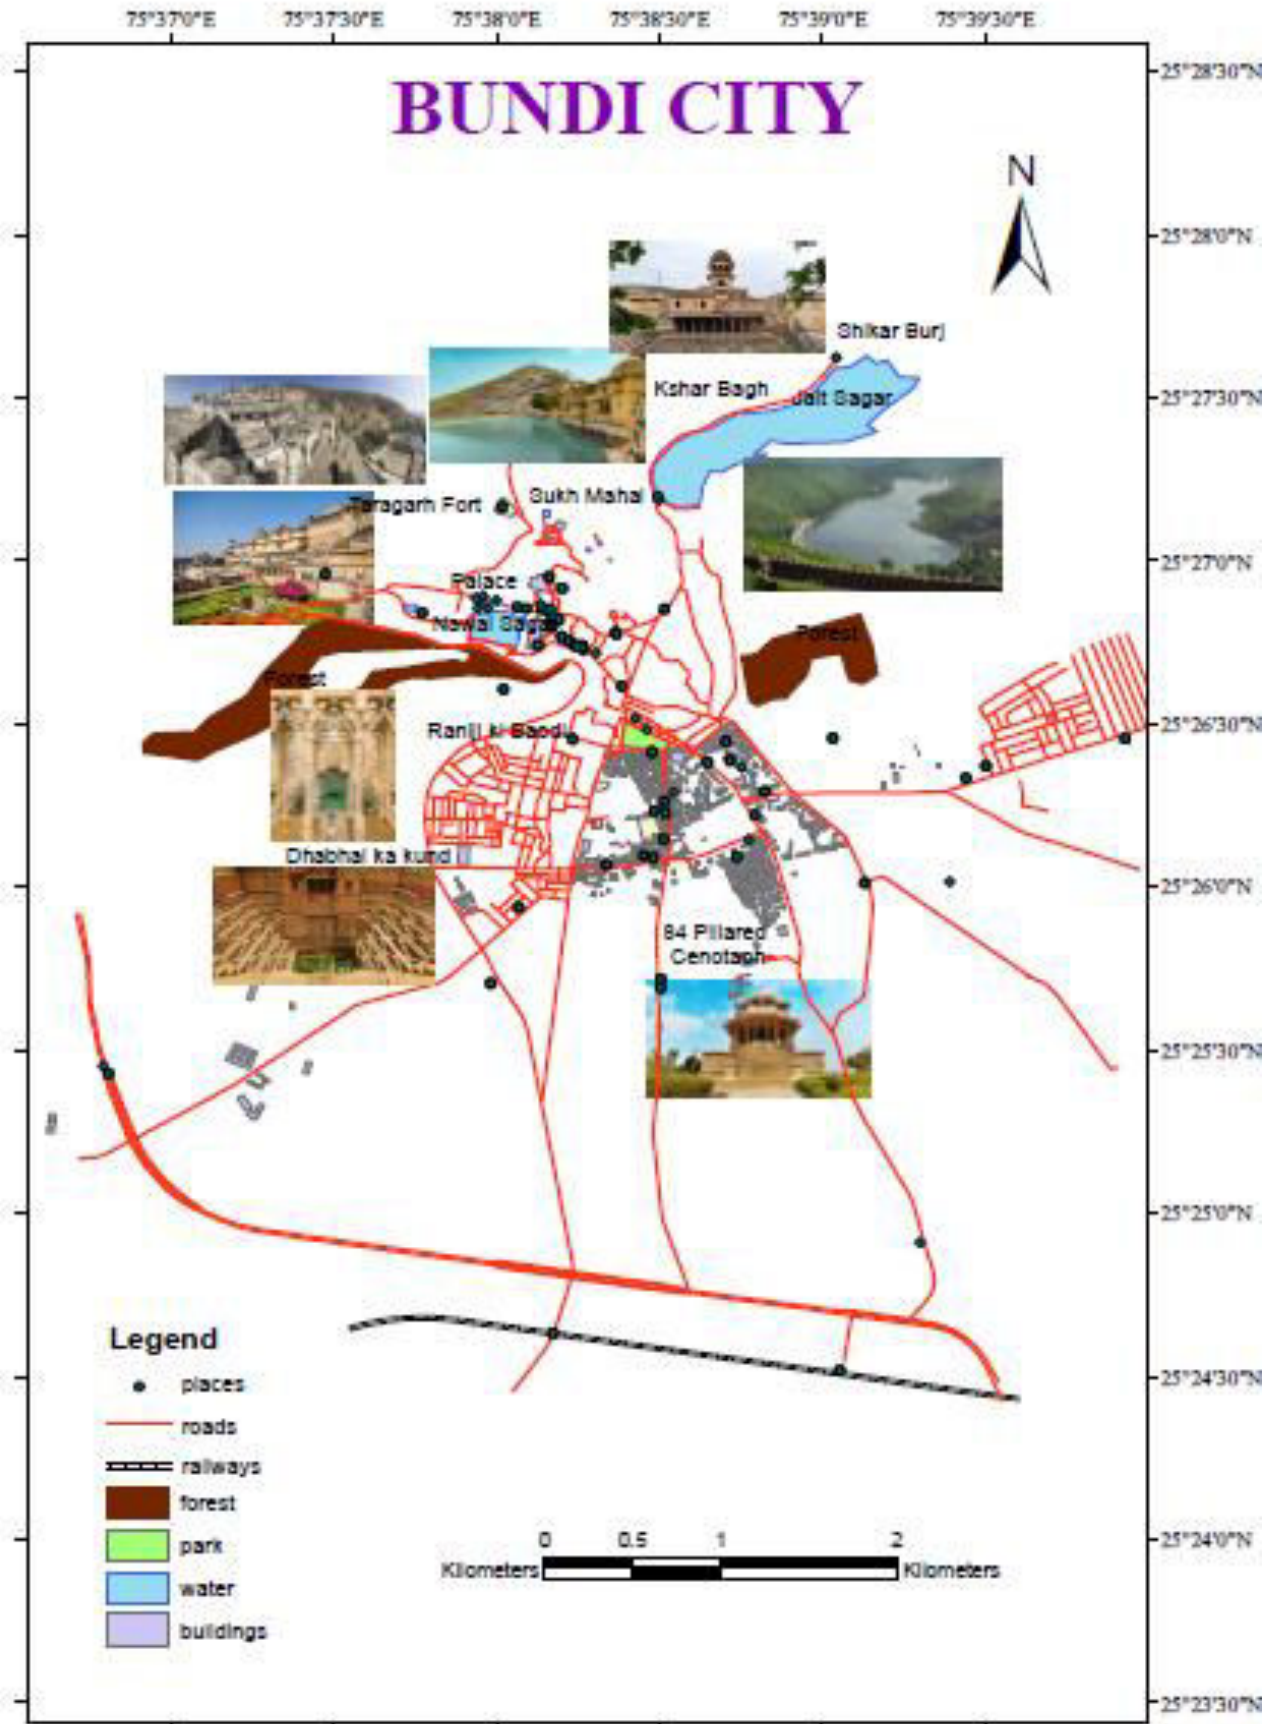 75°37'0"E 75°37'30"E 75°38'0"E 75°38'30"E 75°39'0"E 75°39'30"E
25°28'30"N
BUNDI CITY
N
25°28'0"N
Shikar Burj
Kshar Bagh
Jait Sagar
25°27'30"N
Taragarh Fort
Sukh Mahal
25°27'0"N
Palace
Nawal Sagar
Forest
Forest
25°26'30"N
Raniji ki Baodi
Dhabhai ka kund
25°26'0"N
84 Pillared
Cenotaph
25°25'30"N
25°25'0"N
25°24'30"N
Legend
places
roads
railways
forest
park
water
buildings
0 0.5 1 2
Kilometers Kilometers
25°24'0"N
25°23'30"N